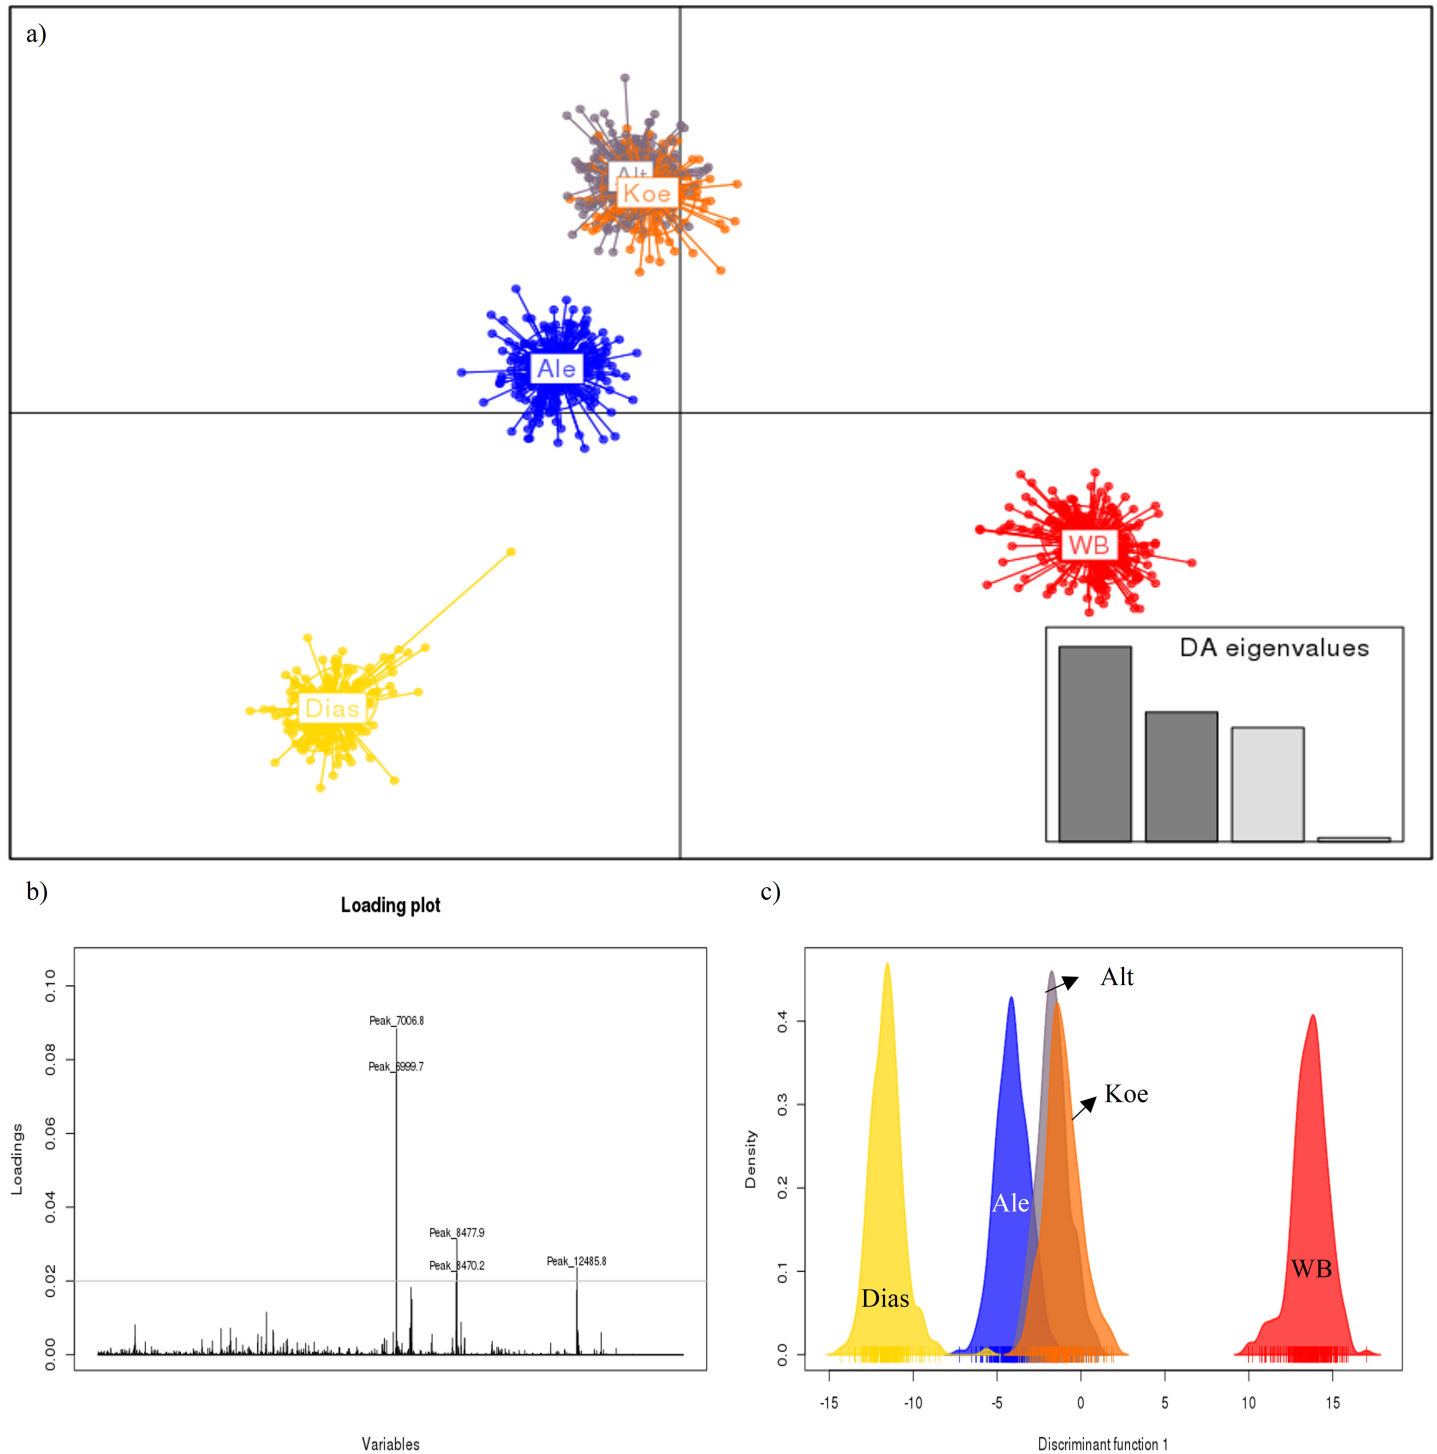 a)
Alt
Koe
Ale
WB
Dias
DA eigenvalues
b)
Loading plot
0.10
0.08
0.06
0.04
0.02
0.00
Loadings
Peak_7006.8
Peak_6999.7
Peak_8477.9
Peak_8470.2
Peak_12485.8
Variables
c)
0.4
0.3
0.2
0.1
0.0
Density
Alt
Koe
Ale
Dias
WB
-15 -10 -5 0 5 10 15
Discriminant function 1